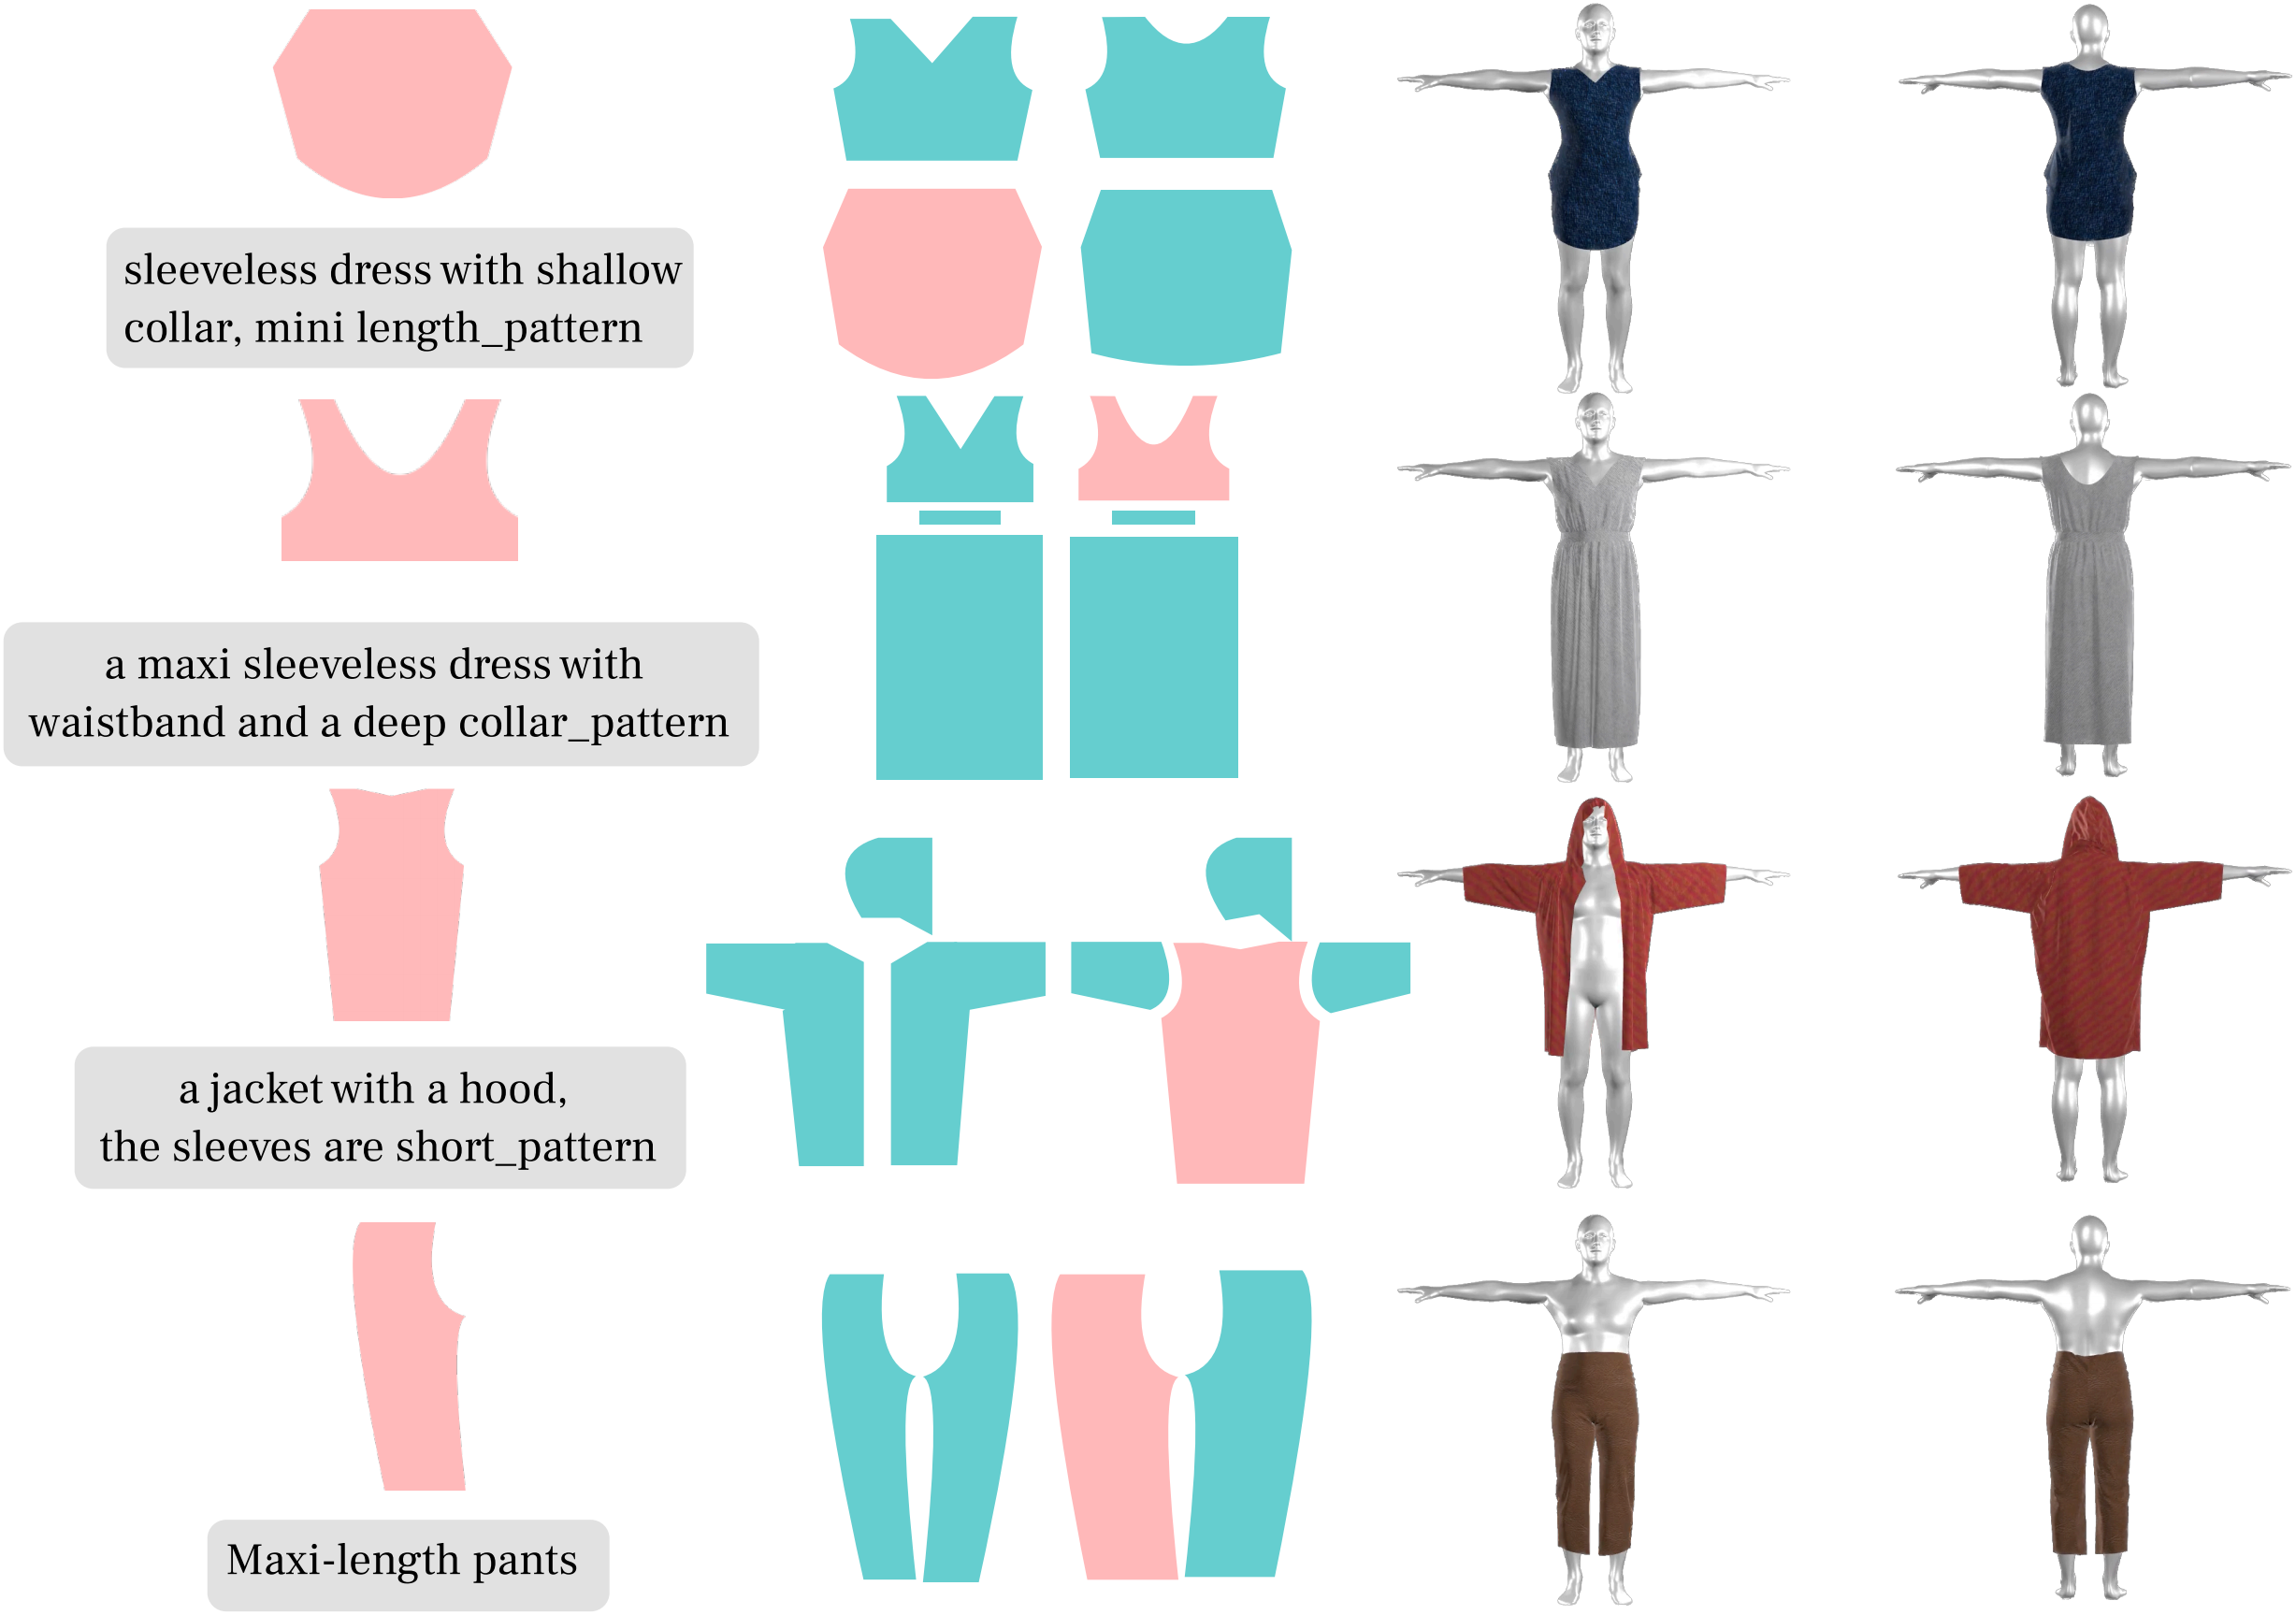 sleeveless dress with shallow
collar, mini length_pattern
a maxi sleeveless dress with
waistband and a deep collar_pattern
a jacket with a hood,
the sleeves are short_pattern
Maxi-length pants